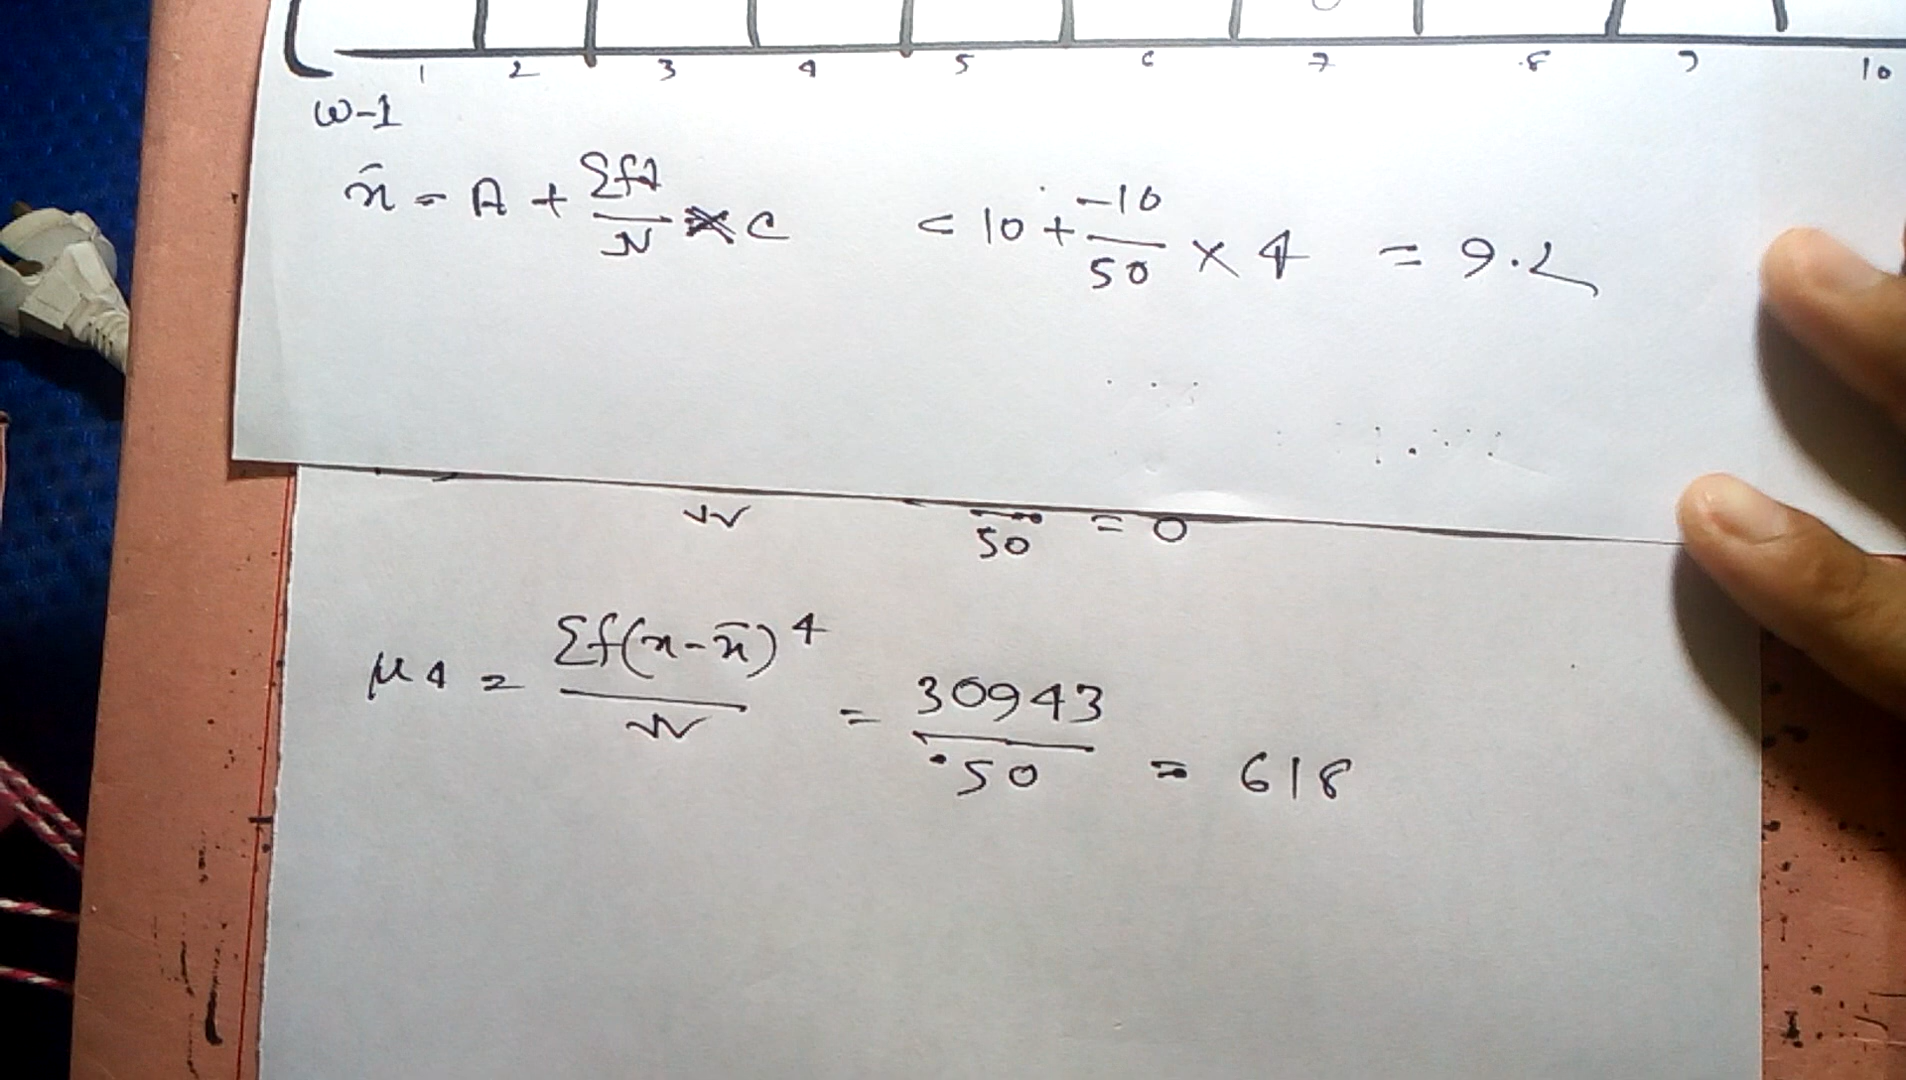 1 2 3 4 5 6 7 8 9 10
W-1
x̄ = A + Σfd/N × C = 10 + -10/50 × 4 = 9.2
N 50 = 0
μ4 = Σf(x-x̄)^4/N = 30943/50 = 618